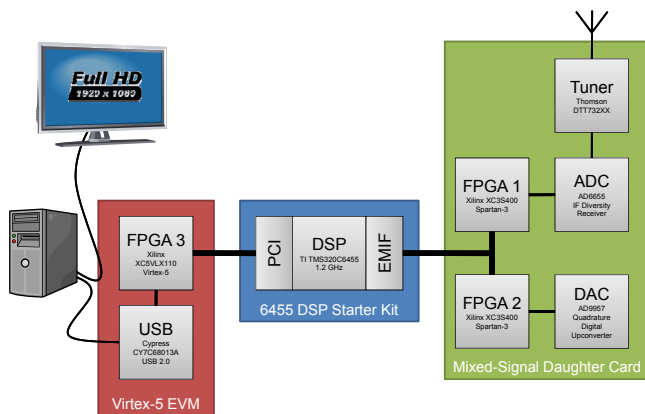 Full HD
1920 x 1080
Tuner
Thomson
DTT732XX
FPGA 1
Xilinx XC3S400
Spartan-3
ADC
AD6655
IF Diversity
Receiver
FPGA 3
Xilinx
XC5VLX110
Virtex-5
PCI
DSP
TI TMS320C6455
1.2 GHz
EMIF
FPGA 2
Xilinx XC3S400
Spartan-3
DAC
AD9957
Quadrature
Digital
Upconverter
USB
Cypress
CY7C68013A
USB 2.0
6455 DSP Starter Kit
Mixed-Signal Daughter Card
Virtex-5 EVM